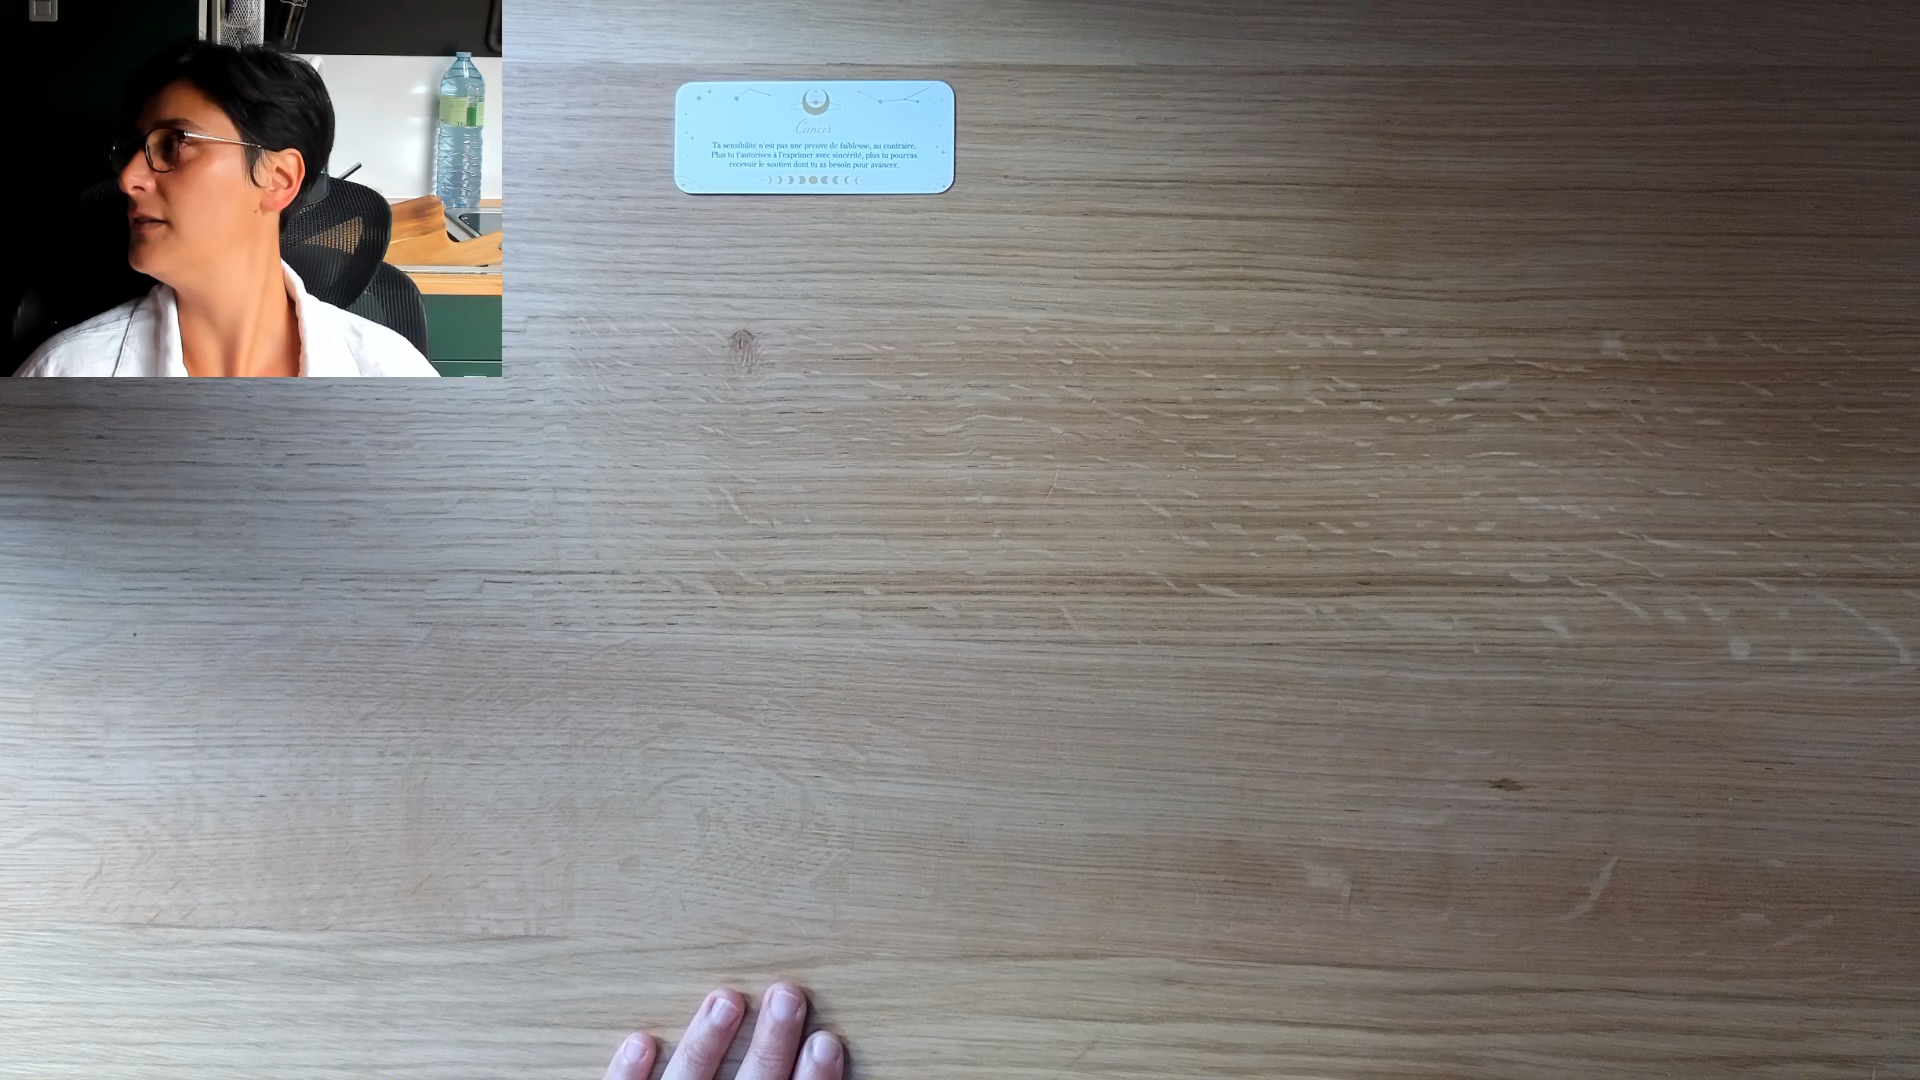 Cancer
Ta sensibilité n'est pas une preuve de faiblesse, au contraire.
Plus tu t'autorises à l'exprimer avec sincérité, plus tu pourras
recevoir le soutien dont tu as besoin pour avancer.